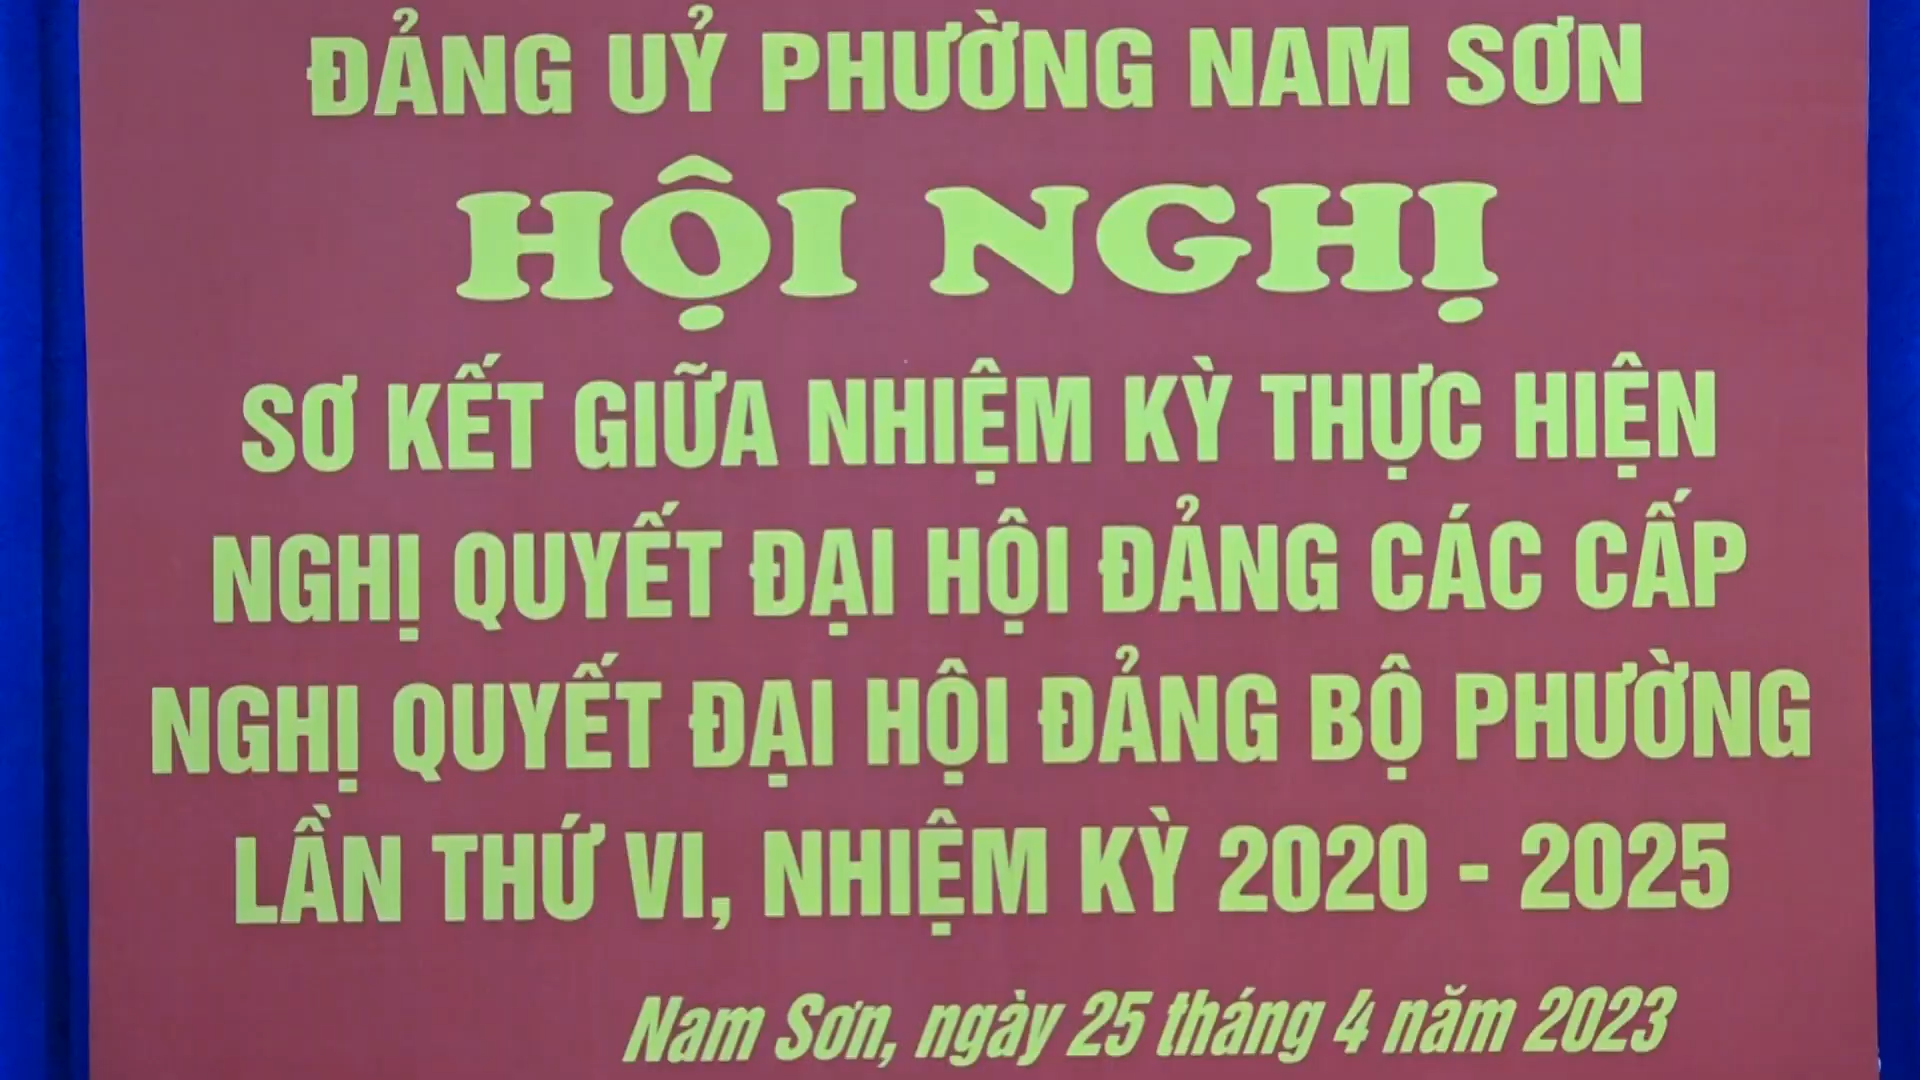 ĐẢNG UỶ PHƯỜNG NAM SƠN
HỘI NGHỊ
SƠ KẾT GIỮA NHIỆM KỲ THỰC HIỆN
NGHỊ QUYẾT ĐẠI HỘI ĐẢNG CÁC CẤP
NGHỊ QUYẾT ĐẠI HỘI ĐẢNG BỘ PHƯỜNG
LẦN THỨ VI, NHIỆM KỲ 2020 - 2025
Nam Sơn, ngày 25 tháng 4 năm 2023